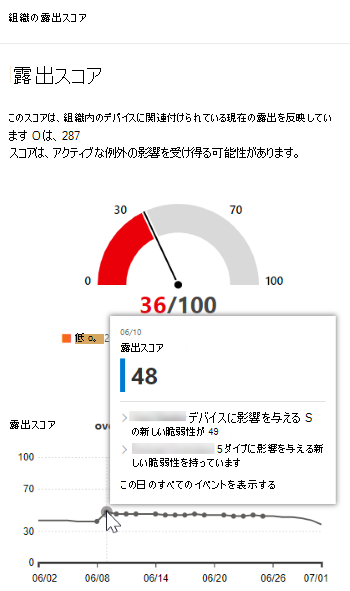 組織の露出スコア
露出スコア
このスコアは、組織内のデバイスに関連付けられている現在の露出を反映してい
ます Oは、287
スコアは、アクティブな例外の影響を受け得る可能性があります。
30
70
0
100
36/100
低 o。
06/10
露出スコア
48
デバイスに影響を与える S
の新しい脆弱性が 49
5ダイブに影響を与える新
しい脆弱性を持っています
この日のすべてのイベントを表示する
露出スコア
ove
100
70
30
0
06/02
06/08
06/14
06/20
06/26
07/01